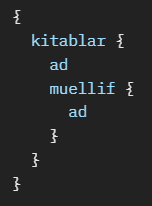 {
  kitablar {
    ad
    muellif {
      ad
    }
  }
}